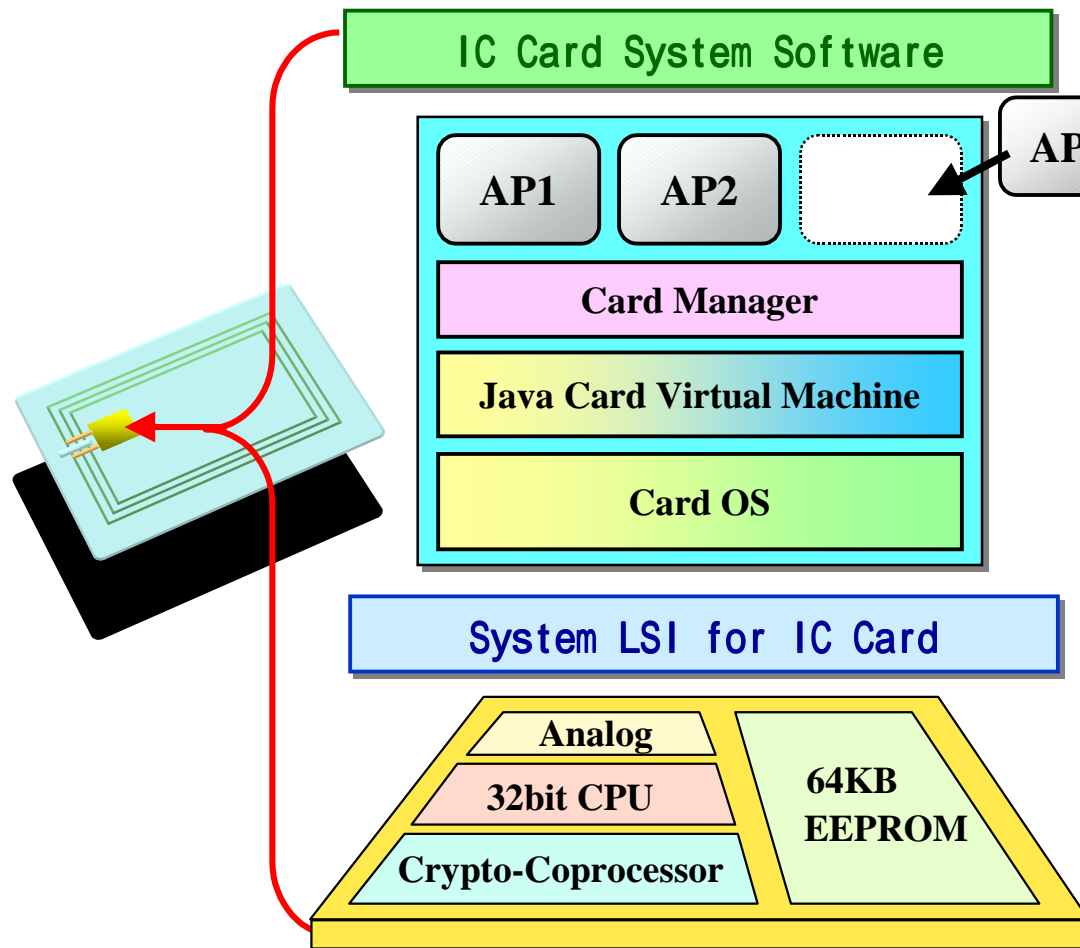 IC Card System Software
AP1
AP2
AP
Card Manager
Java Card Virtual Machine
Card OS
System LSI for IC Card
Analog
32bit CPU
Crypto-Coprocessor
64KB
EEPROM